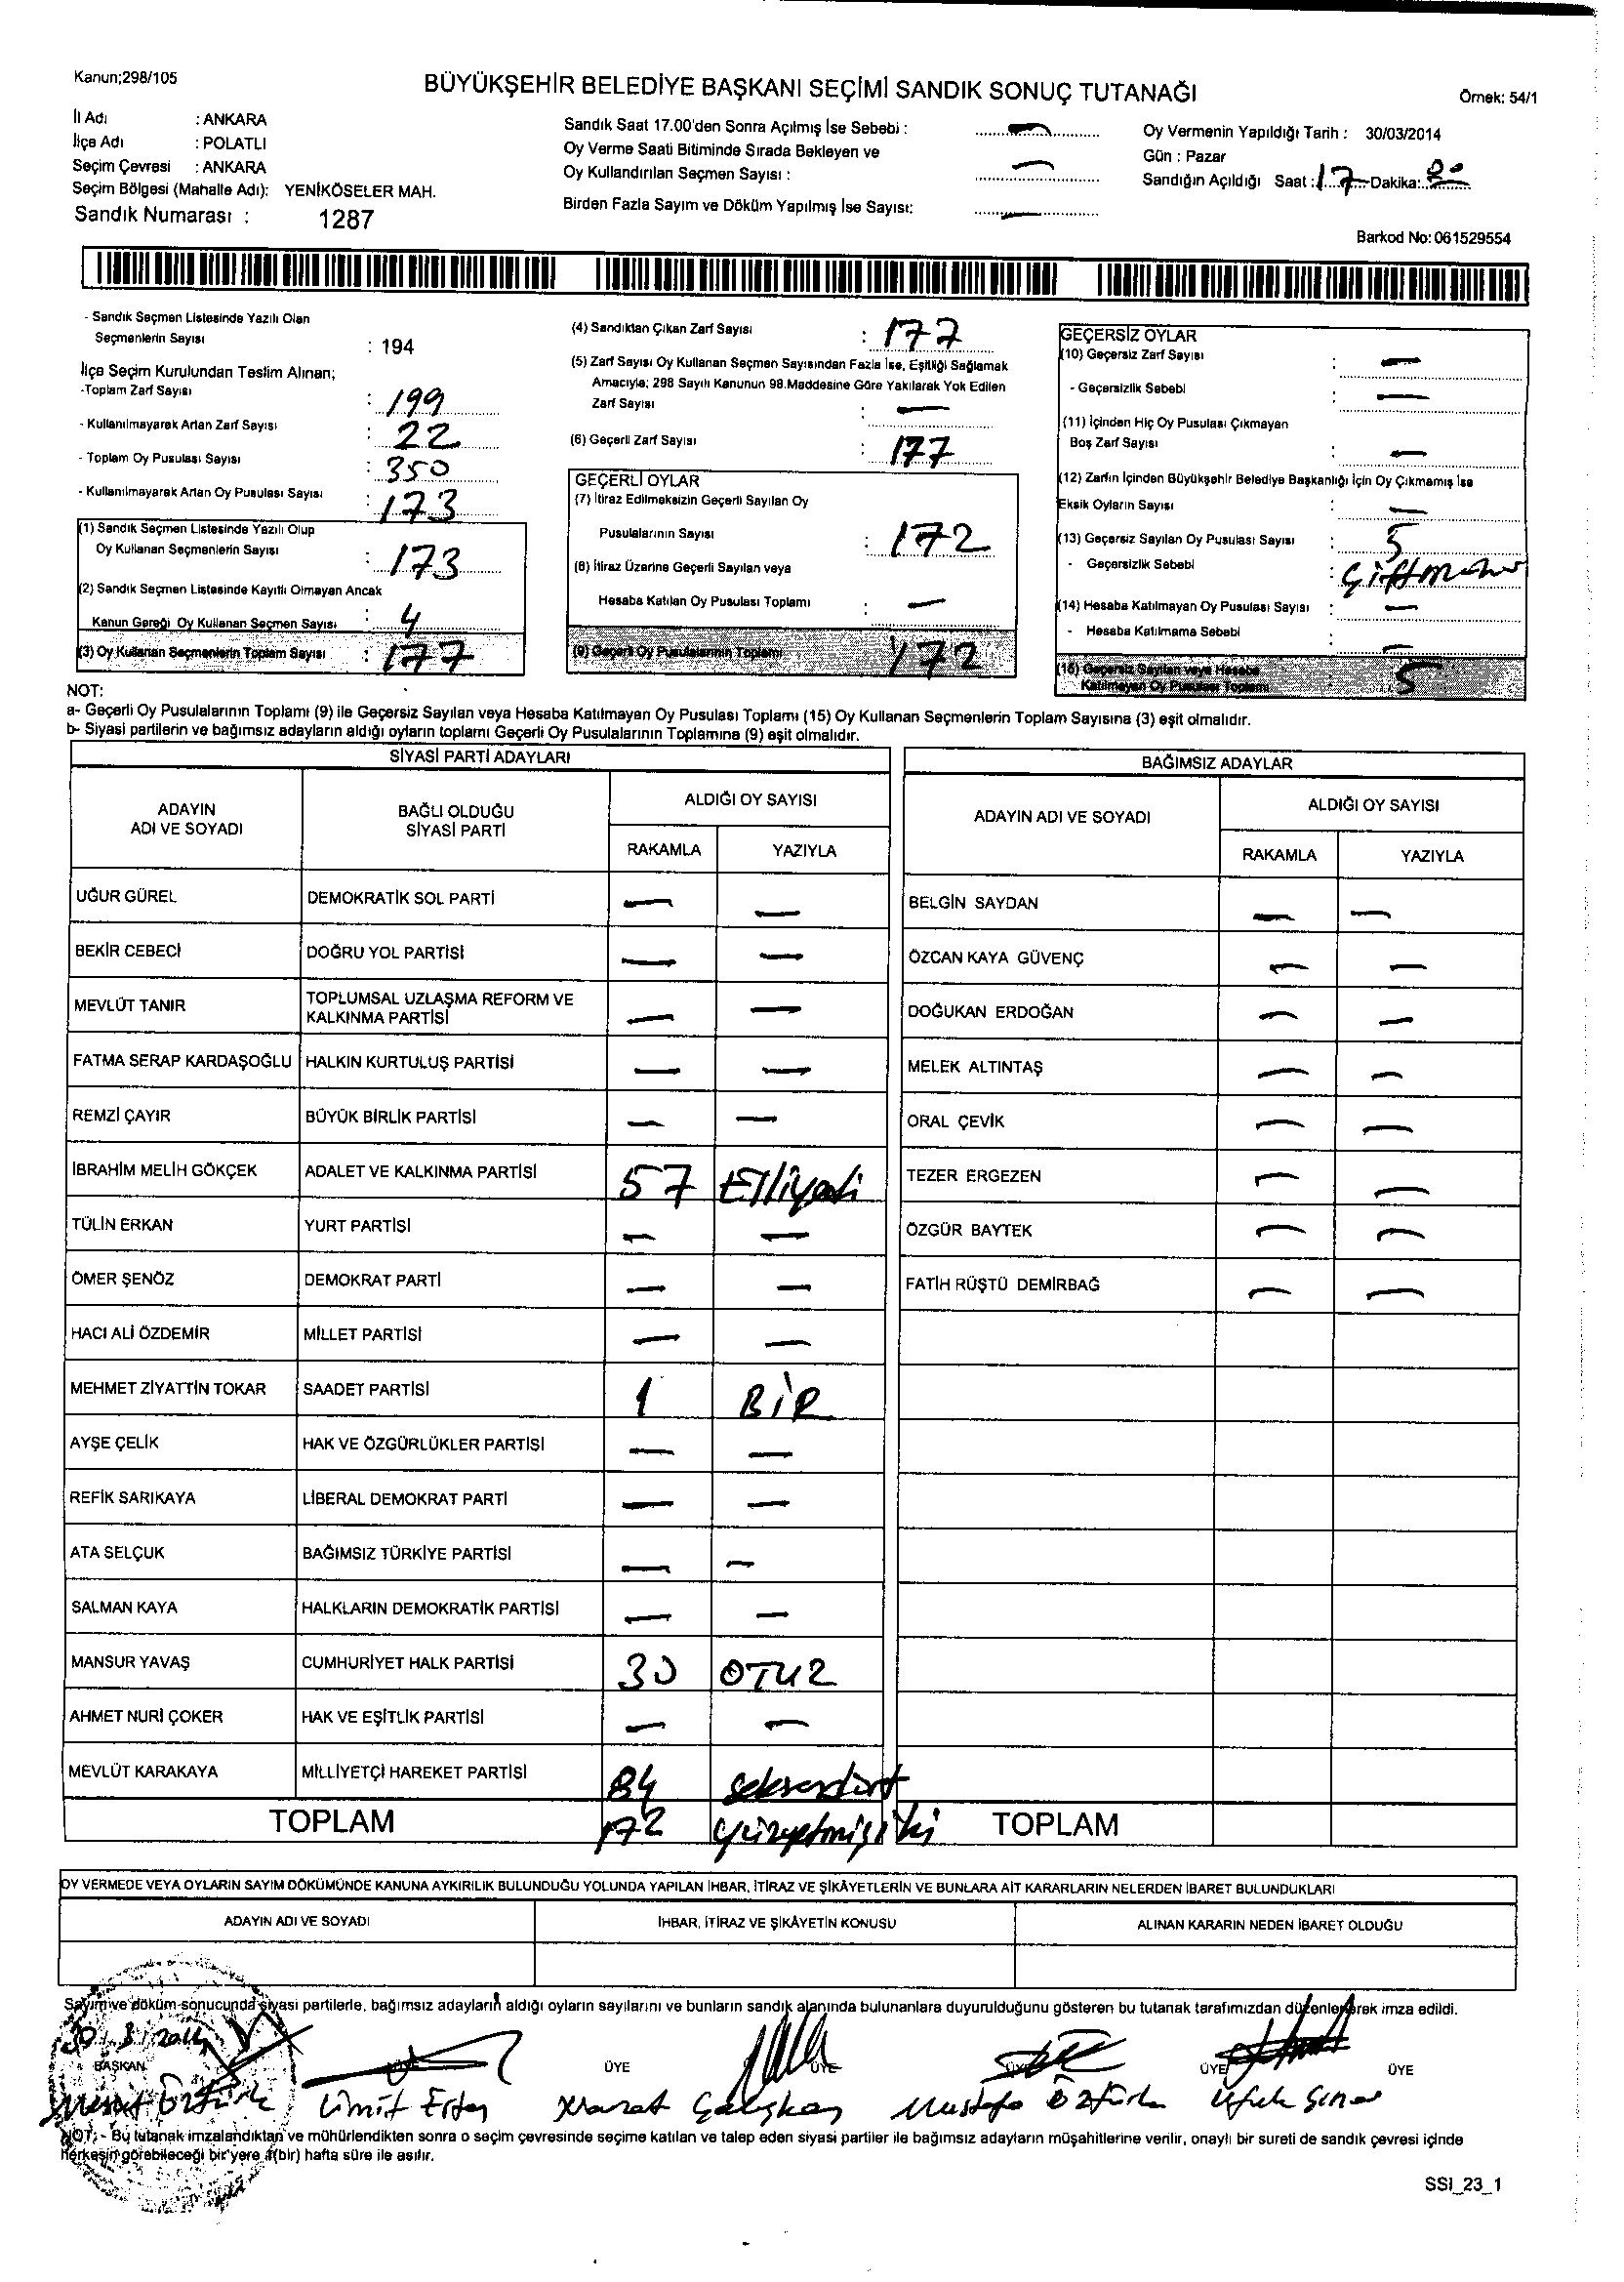 Kanun;298/105
BÜYÜKŞEHİR BELEDİYE BAŞKANI SEÇİMİ SANDIK SONUÇ TUTANAĞI
Örnek: 54/1
İl Adı : ANKARA
İlçe Adı : POLATLI
Seçim Çevresi : ANKARA
Seçim Bölgesi (Mahalle Adı): YENİKÖSELER MAH.
Sandık Numarası : 1287
Sandık Saat 17.00'den Sonra Açılmış İse Sebebi : —
Oy Verme Saati Bitiminde Sırada Bekleyen ve
Oy Kullandırılan Seçmen Sayısı : —
Birden Fazla Sayım ve Döküm Yapılmış İse Sayısı: —
Oy Vermenin Yapıldığı Tarih : 30/03/2014
Gün : Pazar
Sandığın Açıldığı Saat : 17 Dakika:
Barkod No: 061529554
- Sandık Seçmen Listesinde Yazılı Olan
Seçmenlerin Sayısı : 194
İlçe Seçim Kurulundan Teslim Alınan;
-Toplam Zarf Sayısı : 199
- Kullanılmayarak Artan Zarf Sayısı : 22
- Toplam Oy Pusulası Sayısı : 350
- Kullanılmayarak Artan Oy Pusulası Sayısı : 173
(1) Sandık Seçmen Listesinde Yazılı Olup
Oy Kullanan Seçmenlerin Sayısı : 173
(2) Sandık Seçmen Listesinde Kayıtlı Olmayan Ancak
Kanun Gereği Oy Kullanan Seçmen Sayısı : 4
(3) Oy Kullanan Seçmenlerin Toplam Sayısı : 177
(4) Sandıktan Çıkan Zarf Sayısı : 177
(5) Zarf Sayısı Oy Kullanan Seçmen Sayısından Fazla İse, Eşitliği Sağlamak
Amacıyla; 298 Sayılı Kanunun 98.Maddesine Göre Yakılarak Yok Edilen
Zarf Sayısı : —
(6) Geçerli Zarf Sayısı : 177
GEÇERLİ OYLAR
(7) İtiraz Edilmeksizin Geçerli Sayılan Oy
Pusulalarının Sayısı : 172
(8) İtiraz Üzerine Geçerli Sayılan veya
Hesaba Katılan Oy Pusulası Toplamı : —
(9) Geçerli Oy Pusulalarının Toplamı 172
GEÇERSİZ OYLAR
(10) Geçersiz Zarf Sayısı : —
- Geçersizlik Sebebi : —
(11) İçinden Hiç Oy Pusulası Çıkmayan
Boş Zarf Sayısı : —
(12) Zarfın İçinden Büyükşehir Belediye Başkanlığı İçin Oy Çıkmamış İse
Eksik Oyların Sayısı : —
(13) Geçersiz Sayılan Oy Pusulası Sayısı : 5
- Geçersizlik Sebebi :
(14) Hesaba Katılmayan Oy Pusulası Sayısı : —
- Hesaba Katılmama Sebebi : —
(15) Geçersiz Sayılan veya Hesaba
Katılmayan Oy Pusulası Toplamı : 5
NOT:
a- Geçerli Oy Pusulalarının Toplamı (9) ile Geçersiz Sayılan veya Hesaba Katılmayan Oy Pusulası Toplamı (15) Oy Kullanan Seçmenlerin Toplam Sayısına (3) eşit olmalıdır.
b- Siyasi partilerin ve bağımsız adayların aldığı oyların toplamı Geçerli Oy Pusulalarının Toplamına (9) eşit olmalıdır.
SİYASİ PARTİ ADAYLARI
ADAYIN ADI VE SOYADI BAĞLI OLDUĞU SİYASİ PARTİ ALDIĞI OY SAYISI
RAKAMLA YAZIYLA
UĞUR GÜREL DEMOKRATİK SOL PARTİ — —
BEKİR CEBECİ DOĞRU YOL PARTİSİ — —
MEVLÜT TANIR TOPLUMSAL UZLAŞMA REFORM VE KALKINMA PARTİSİ — —
FATMA SERAP KARDAŞOĞLU HALKIN KURTULUŞ PARTİSİ — —
REMZİ ÇAYIR BÜYÜK BİRLİK PARTİSİ — —
İBRAHİM MELİH GÖKÇEK ADALET VE KALKINMA PARTİSİ 57 Elliyedi
TÜLİN ERKAN YURT PARTİSİ — —
ÖMER ŞENÖZ DEMOKRAT PARTİ — —
HACI ALİ ÖZDEMİR MİLLET PARTİSİ — —
MEHMET ZİYATTİN TOKAR SAADET PARTİSİ 1 BİR
AYŞE ÇELİK HAK VE ÖZGÜRLÜKLER PARTİSİ — —
REFİK SARIKAYA LİBERAL DEMOKRAT PARTİ — —
ATA SELÇUK BAĞIMSIZ TÜRKİYE PARTİSİ — —
SALMAN KAYA HALKLARIN DEMOKRATİK PARTİSİ — —
MANSUR YAVAŞ CUMHURİYET HALK PARTİSİ 30 OTUZ
AHMET NURİ ÇOKER HAK VE EŞİTLİK PARTİSİ — —
MEVLÜT KARAKAYA MİLLİYETÇİ HAREKET PARTİSİ 84 Seksendört
TOPLAM 172 yüzyetmişiki
BAĞIMSIZ ADAYLAR
ADAYIN ADI VE SOYADI ALDIĞI OY SAYISI
RAKAMLA YAZIYLA
BELGİN SAYDAN — —
ÖZCAN KAYA GÜVENÇ — —
DOĞUKAN ERDOĞAN — —
MELEK ALTINTAŞ — —
ORAL ÇEVİK — —
TEZER ERGEZEN — —
ÖZGÜR BAYTEK — —
FATİH RÜŞTÜ DEMİRBAĞ — —
TOPLAM
OY VERMEDE VEYA OYLARIN SAYIM DÖKÜMÜNDE KANUNA AYKIRILIK BULUNDUĞU YOLUNDA YAPILAN İHBAR, İTİRAZ VE ŞİKÂYETLERİN VE BUNLARA AİT KARARLARIN NELERDEN İBARET BULUNDUKLARI
ADAYIN ADI VE SOYADI İHBAR, İTİRAZ VE ŞİKÂYETİN KONUSU ALINAN KARARIN NEDEN İBARET OLDUĞU
Sayım ve döküm sonucunda siyasi partilerle, bağımsız adayların aldığı oyların sayılarını ve bunların sandık alanında bulunanlara duyurulduğunu gösteren bu tutanak tarafımızdan düzenlenerek imza edildi.
30.3.2014
BAŞKAN ÜYE ÜYE ÜYE ÜYE ÜYE
Mesut Öztürk Ümit Murat Çalışkan Mustafa Öztürk Ufuk
NOT: - Bu tutanak imzalandıktan ve mühürlendikten sonra o seçim çevresinde seçime katılan ve talep eden siyasi partiler ile bağımsız adayların müşahitlerine verilir, onaylı bir sureti de sandık çevresi içinde
herkesin görebileceği bir yere 1(bir) hafta süre ile asılır.
SSI_23_1